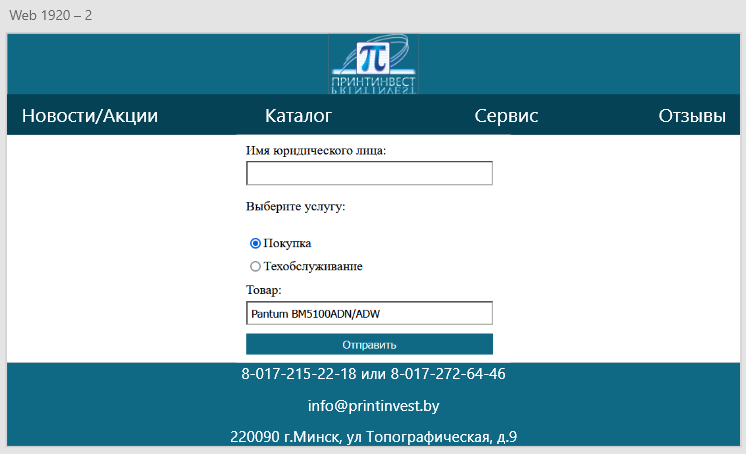 Web 1920 – 2
π
ПРИНТИНВЕСТ
Новости/Акции Каталог Сервис Отзывы
Имя юридического лица:
Выберите услугу:
Покупка
Техобслуживание
Товар:
Pantum BM5100ADN/ADW
Отправить
8-017-215-22-18 или 8-017-272-64-46
info@printinvest.by
220090 г.Минск, ул Топографическая, д.9